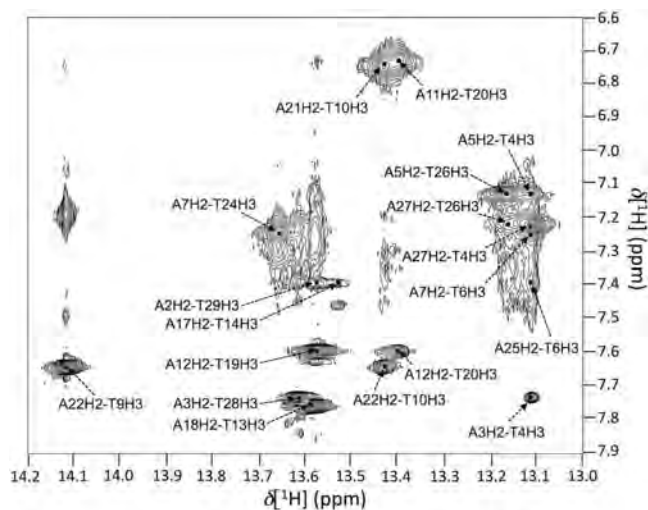 6.6
6.7
6.8
6.9
7.0
7.1
7.2
7.3
7.4
7.5
7.6
7.7
7.8
7.9
A21H2-T10H3
A11H2-T20H3
A5H2-T4H3
A5H2-T26H3
A7H2-T24H3
A27H2-T26H3
A27H2-T4H3
A7H2-T6H3
A2H2-T29H3
A17H2-T14H3
A25H2-T6H3
A12H2-T19H3
A12H2-T20H3
A22H2-T9H3
A22H2-T10H3
A3H2-T28H3
A3H2-T4H3
A18H2-T13H3
14.2 14.0 13.9 13.8 13.7 13.6 13.5 13.4 13.3 13.2 13.1 13.0
δ[¹H] (ppm)
δ[¹H] (ppm)